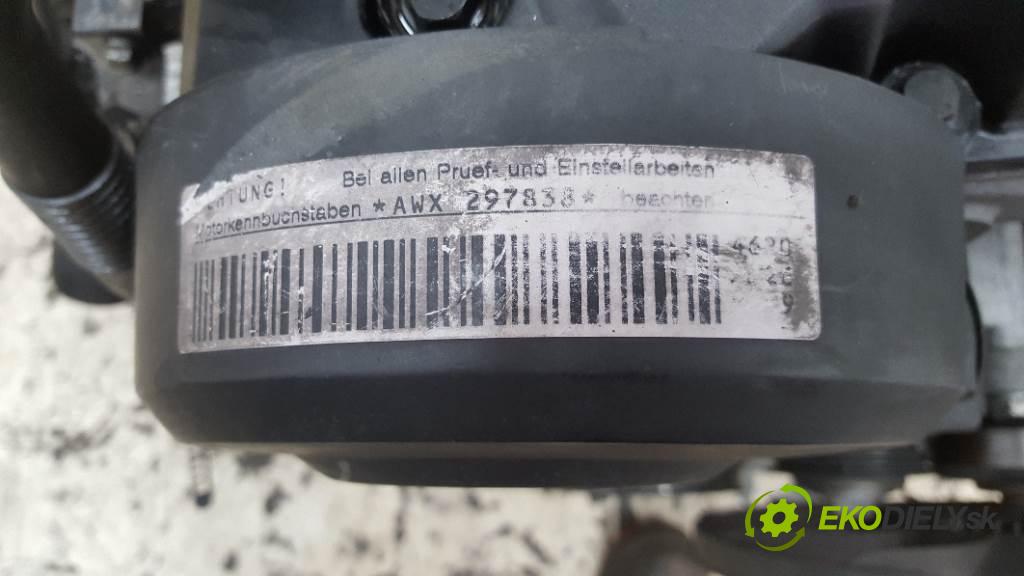 Bei allen Pruef- und Einstellarbeiten
Motorkennbuchstaben *AWX 297838* beachten
EKODIELY.sk